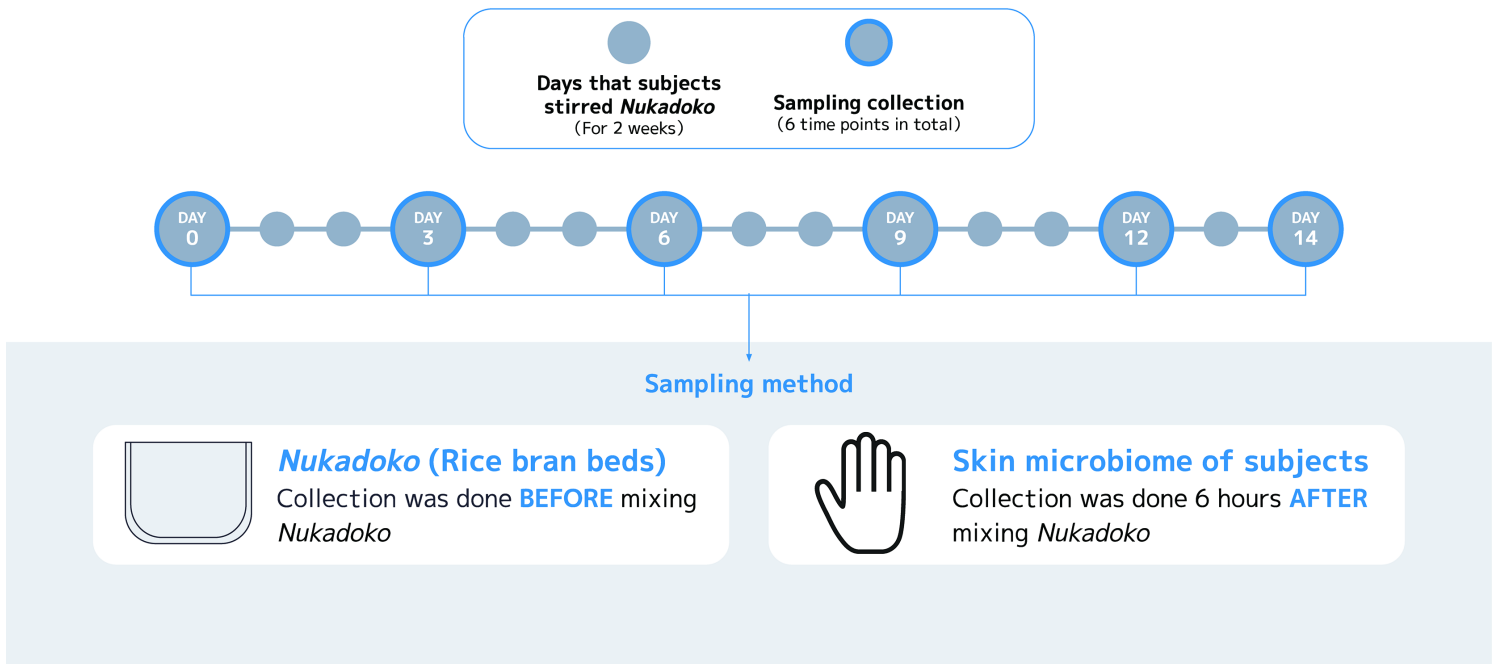 Days that subjects
stirred Nukadoko
(For 2 weeks)
Sampling collection
(6 time points in total)
DAY
0
DAY
3
DAY
6
DAY
9
DAY
12
DAY
14
Sampling method
Nukadoko (Rice bran beds)
Collection was done BEFORE mixing
Nukadoko
Skin microbiome of subjects
Collection was done 6 hours AFTER
mixing Nukadoko